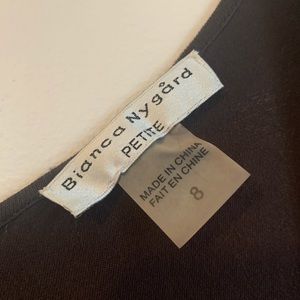 Bianca Nygård
PETITE
MADE IN CHINA
FAIT EN CHINE
8